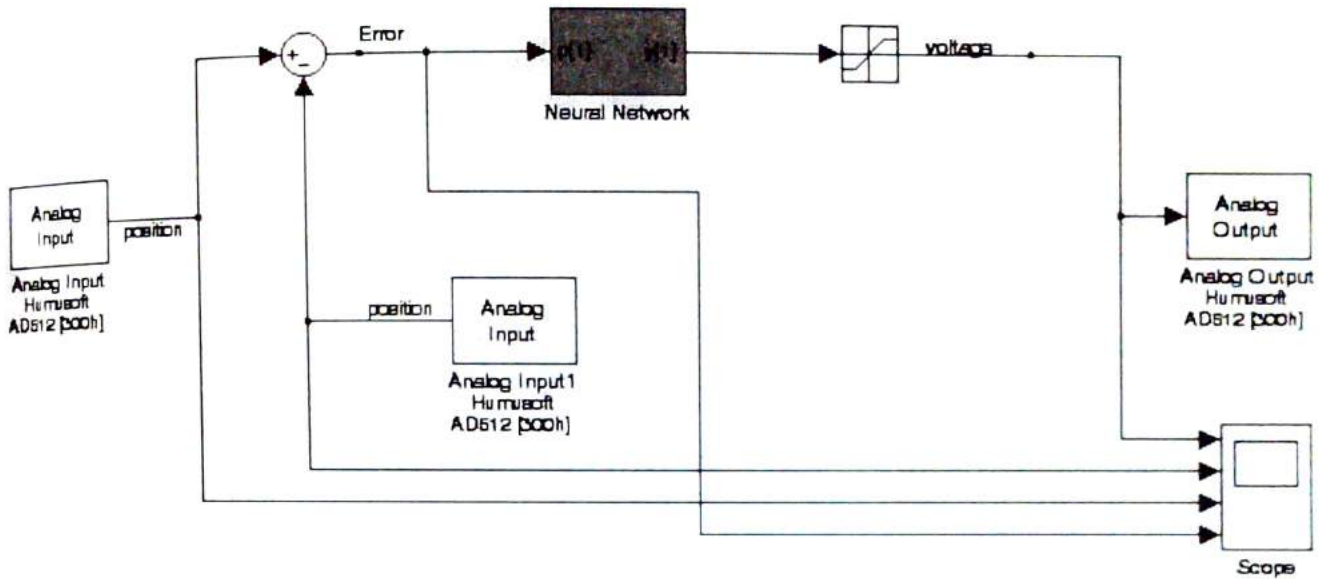 Error
+
−
p{1}
y{1}
voltage
Neural Network
Analog
Input
position
Analog Input
Humusoft
AD512 [300h]
position
Analog
Input
Analog Input1
Humusoft
AD512 [300h]
Analog
Output
Analog Output
Humusoft
AD512 [300h]
Scope